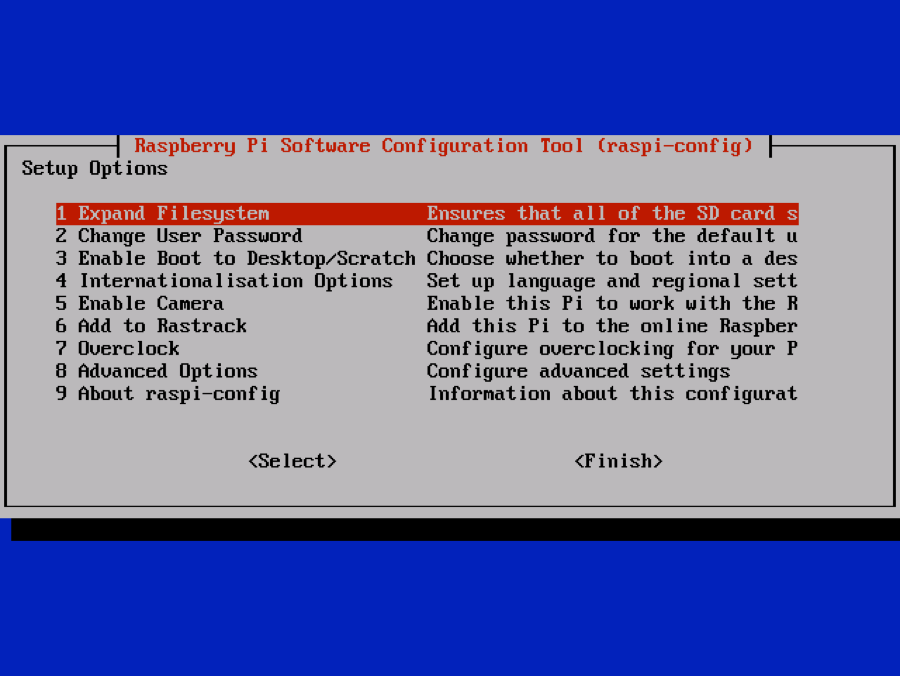 Raspberry Pi Software Configuration Tool (raspi-config)
Setup Options
1 Expand Filesystem Ensures that all of the SD card s
2 Change User Password Change password for the default u
3 Enable Boot to Desktop/Scratch Choose whether to boot into a des
4 Internationalisation Options Set up language and regional sett
5 Enable Camera Enable this Pi to work with the R
6 Add to Rastrack Add this Pi to the online Raspber
7 Overclock Configure overclocking for your P
8 Advanced Options Configure advanced settings
9 About raspi-config Information about this configurat
<Select> <Finish>